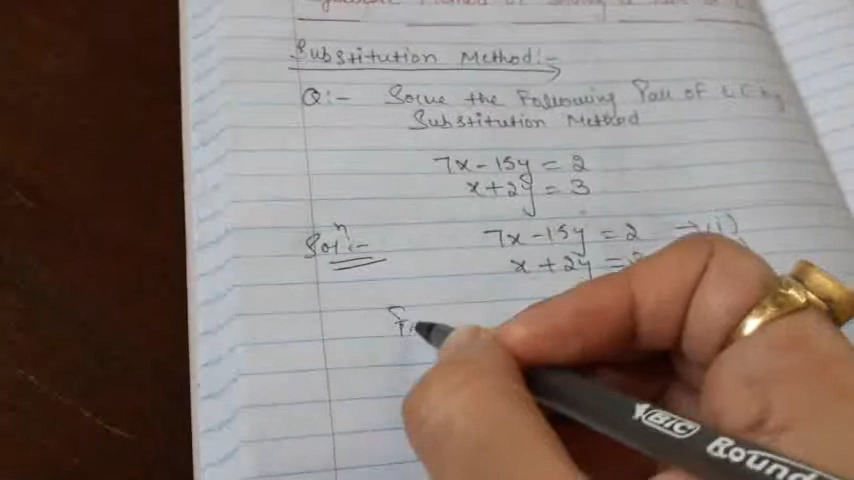 Substitution Method:-
Q:- Solve the Following Pair of L.E by
Substitution Method
7x-15y = 2
x+2y = 3
Solⁿ:-
7x-15y = 2 → (i)
x+2y =
BIC Round